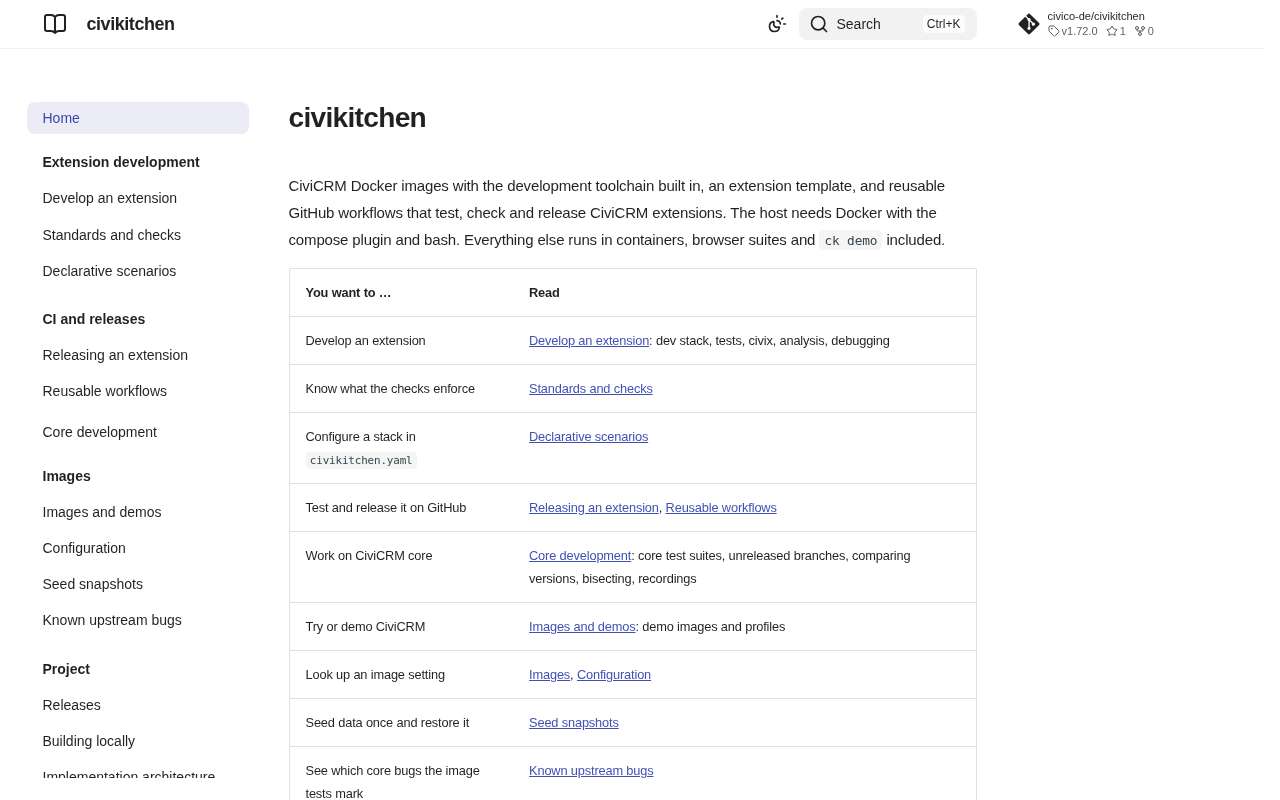 civikitchen
Search
Ctrl+K
civico-de/civikitchen
v1.72.0 1 0
Home
Extension development
Develop an extension
Standards and checks
Declarative scenarios
CI and releases
Releasing an extension
Reusable workflows
Core development
Images
Images and demos
Configuration
Seed snapshots
Known upstream bugs
Project
Releases
Building locally
Implementation architecture
civikitchen
CiviCRM Docker images with the development toolchain built in, an extension template, and reusable
GitHub workflows that test, check and release CiviCRM extensions. The host needs Docker with the
compose plugin and bash. Everything else runs in containers, browser suites and ck demo included.
You want to … Read
Develop an extension Develop an extension: dev stack, tests, civix, analysis, debugging
Know what the checks enforce Standards and checks
Configure a stack in Declarative scenarios
civikitchen.yaml
Test and release it on GitHub Releasing an extension, Reusable workflows
Work on CiviCRM core Core development: core test suites, unreleased branches, comparing
versions, bisecting, recordings
Try or demo CiviCRM Images and demos: demo images and profiles
Look up an image setting Images, Configuration
Seed data once and restore it Seed snapshots
See which core bugs the image Known upstream bugs
tests mark